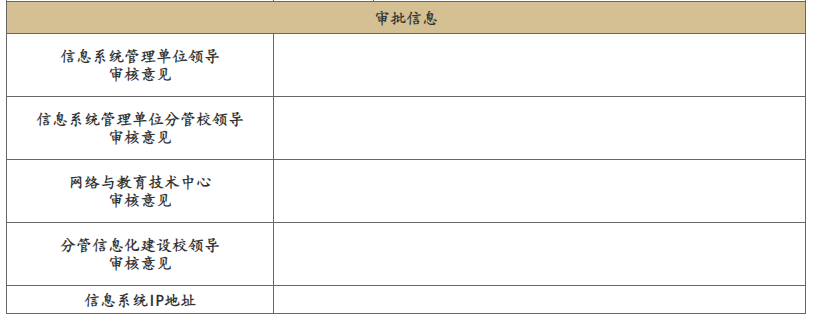 审批信息
信息系统管理单位领导
审核意见
信息系统管理单位分管校领导
审核意见
网络与教育技术中心
审核意见
分管信息化建设校领导
审核意见
信息系统IP地址